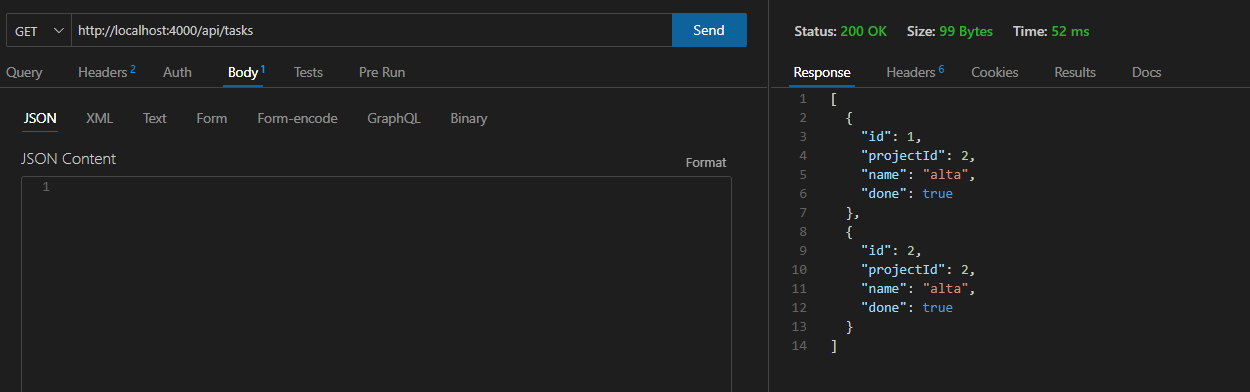 GET http://localhost:4000/api/tasks Send
Query Headers 2 Auth Body 1 Tests Pre Run
JSON XML Text Form Form-encode GraphQL Binary
JSON Content Format
1
Status: 200 OK Size: 99 Bytes Time: 52 ms
Response Headers 6 Cookies Results Docs
1 [
2 {
3 "id": 1,
4 "projectId": 2,
5 "name": "alta",
6 "done": true
7 },
8 {
9 "id": 2,
10 "projectId": 2,
11 "name": "alta",
12 "done": true
13 }
14 ]